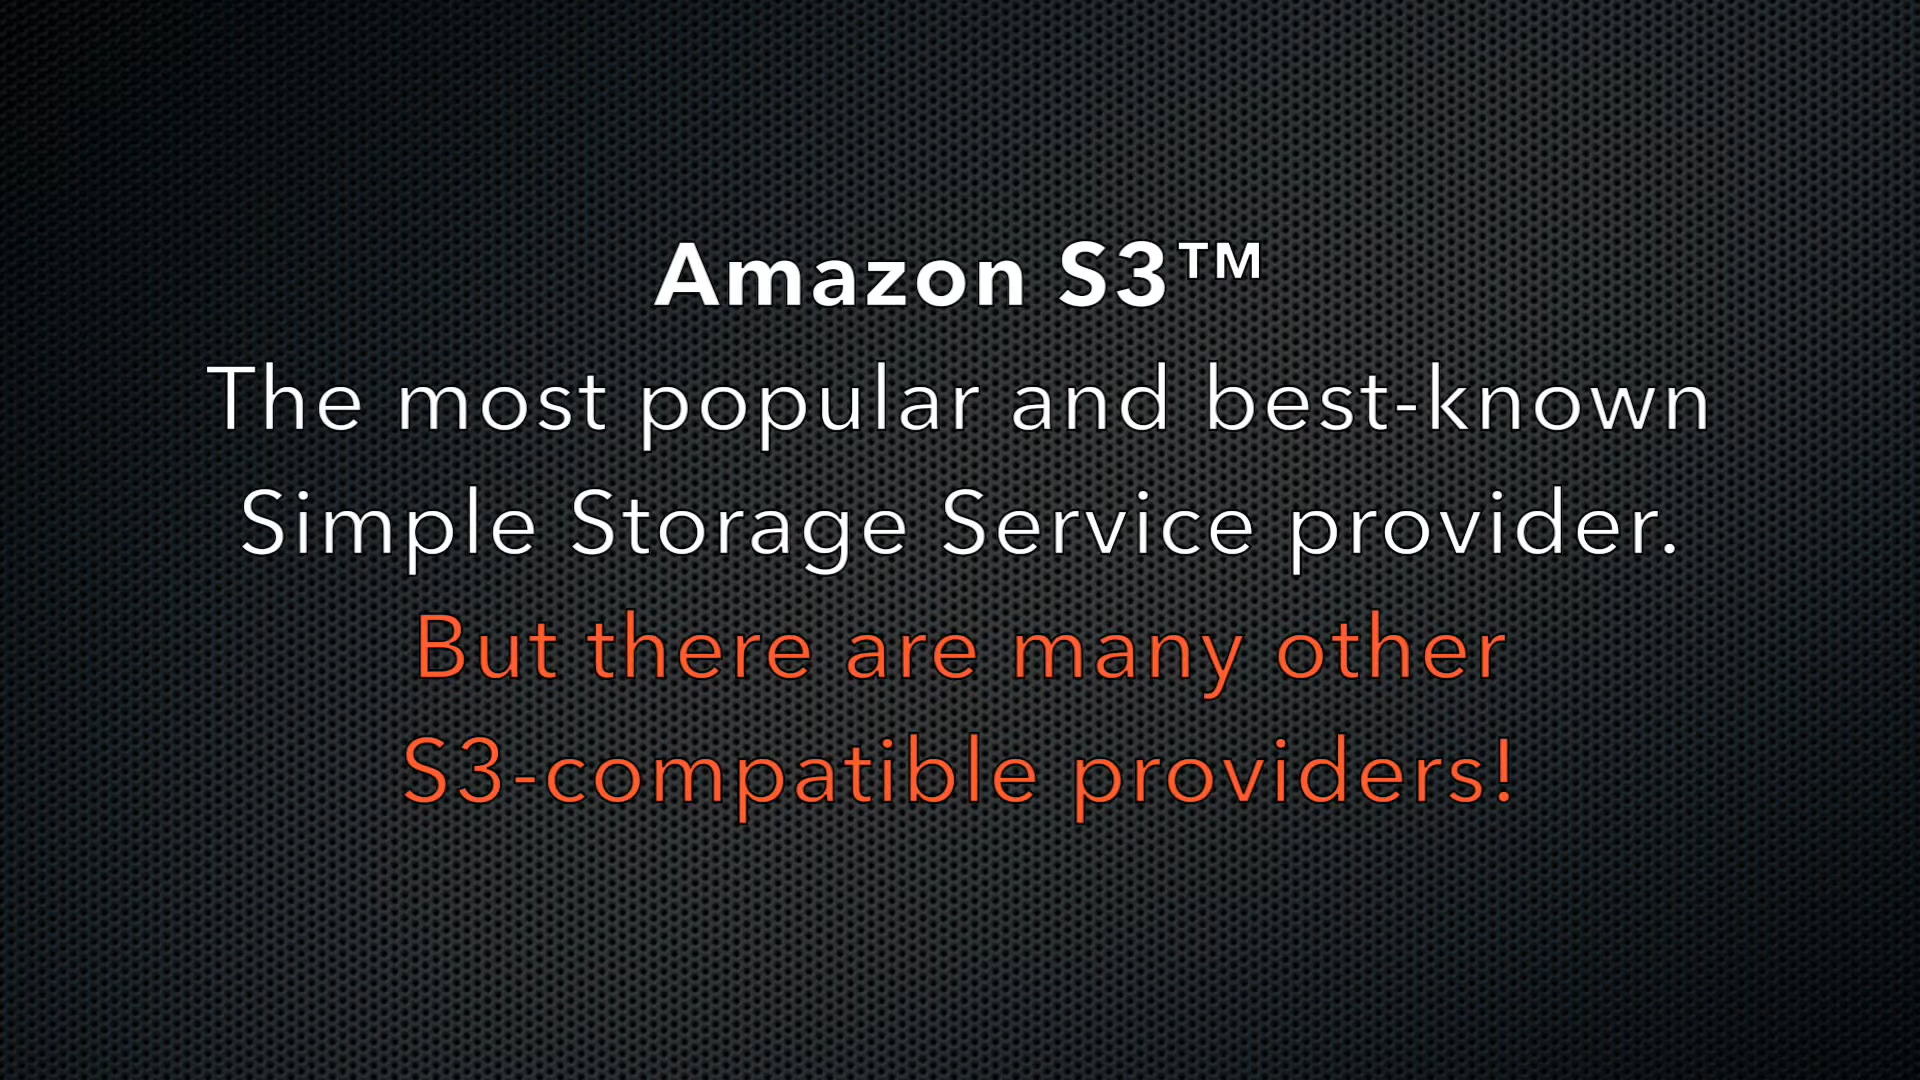 Amazon S3™
The most popular and best-known
Simple Storage Service provider.
But there are many other
S3-compatible providers!